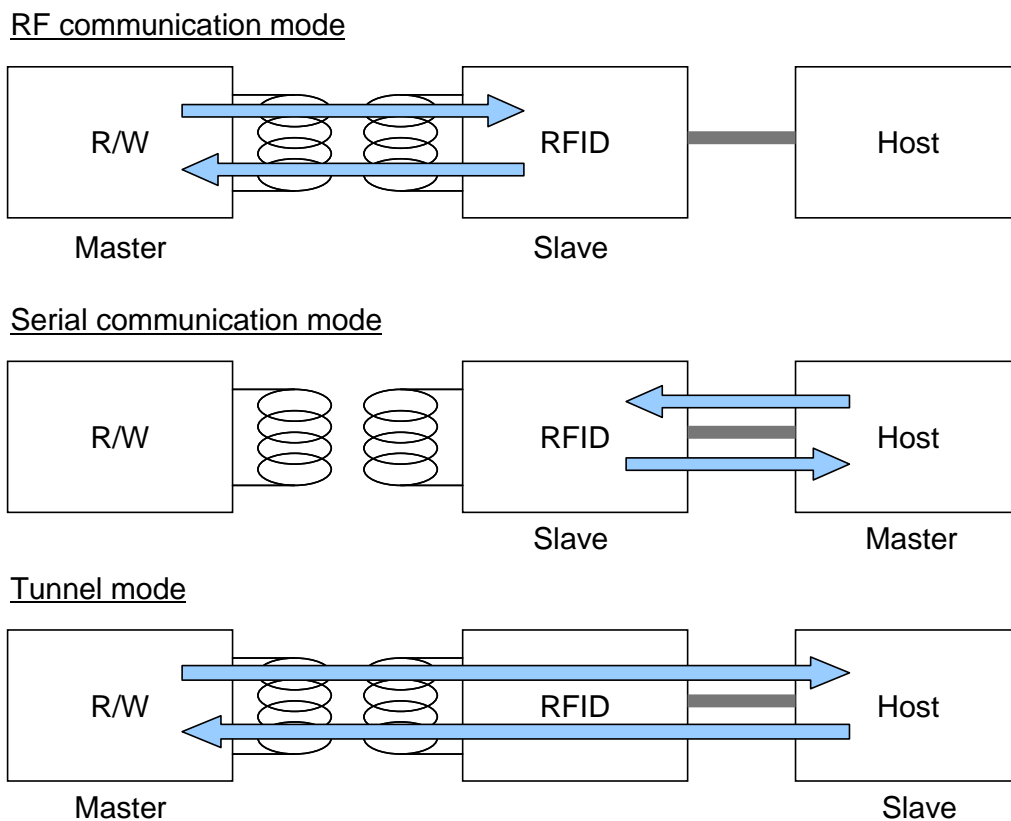 RF communication mode
R/W
RFID
Host
Master
Slave
Serial communication mode
R/W
RFID
Host
Slave
Master
Tunnel mode
R/W
RFID
Host
Master
Slave